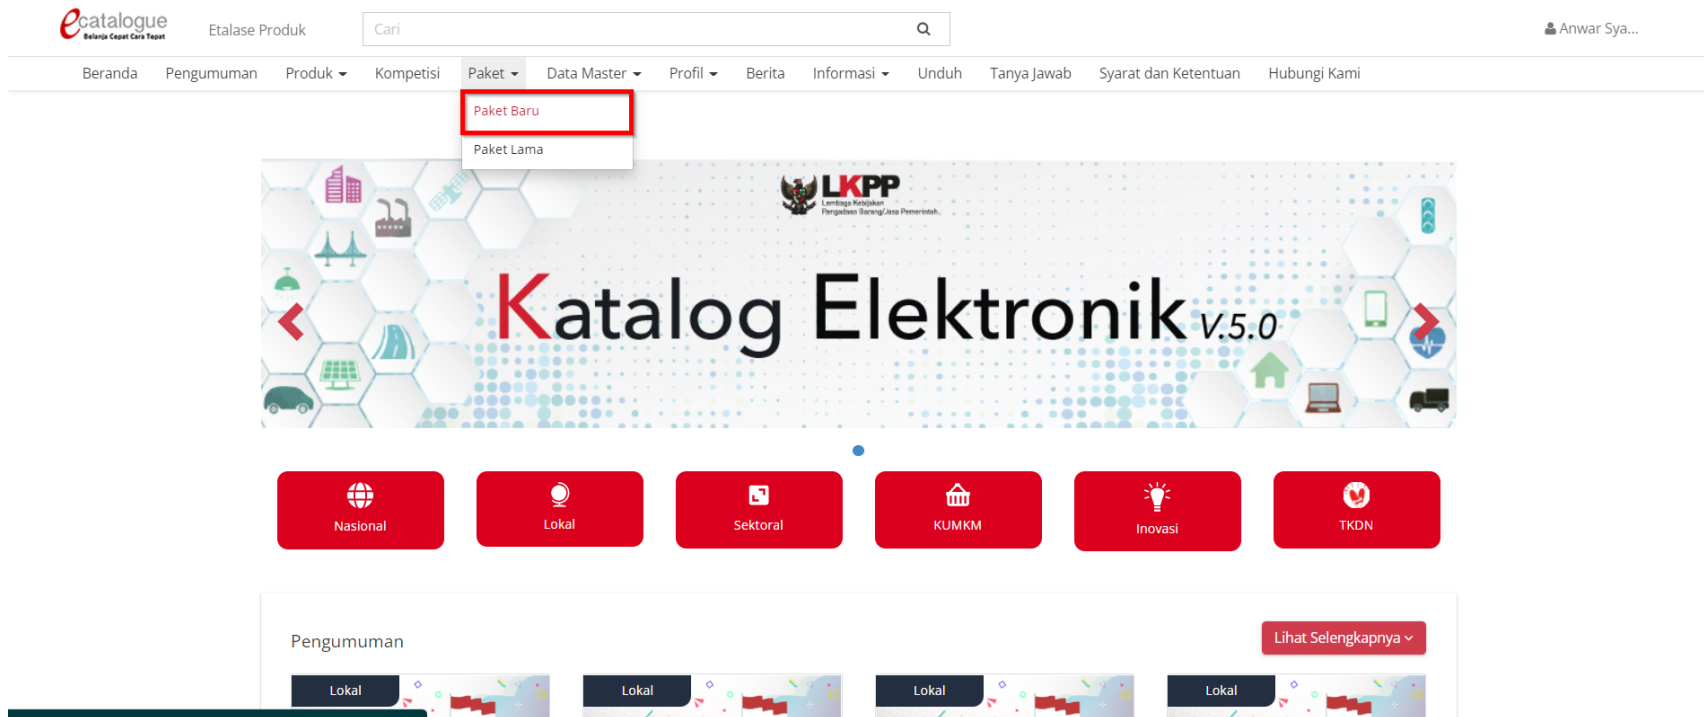 ecatalogue
Belanja Cepat Cara Tepat
Etalase Produk
Cari
Anwar Sya...
Beranda Pengumuman Produk Kompetisi Paket Data Master Profil Berita Informasi Unduh Tanya Jawab Syarat dan Ketentuan Hubungi Kami
Paket Baru
Paket Lama
LKPP
Lembaga Kebijakan
Pengadaan Barang/Jasa Pemerintah.
Katalog Elektronik v.5.0
Nasional Lokal Sektoral KUMKM Inovasi TKDN
Pengumuman
Lihat Selengkapnya
Lokal Lokal Lokal Lokal